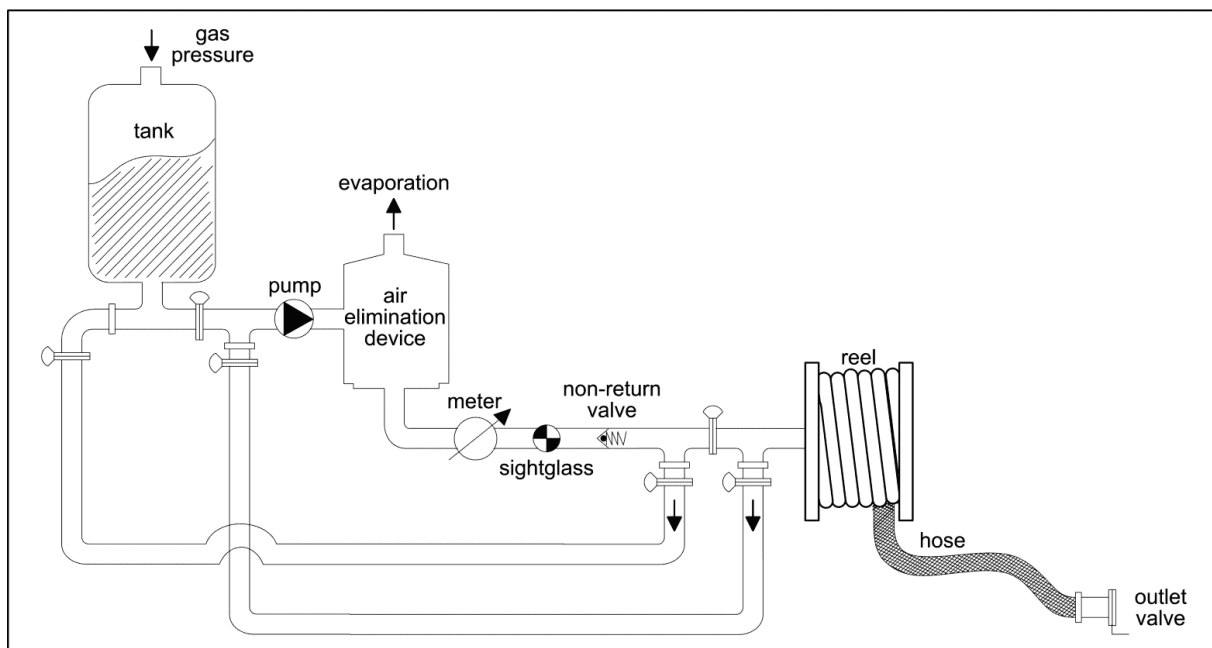 gas
pressure
tank
evaporation
pump
air
elimination
device
reel
meter
non-return
valve
sightglass
hose
outlet
valve